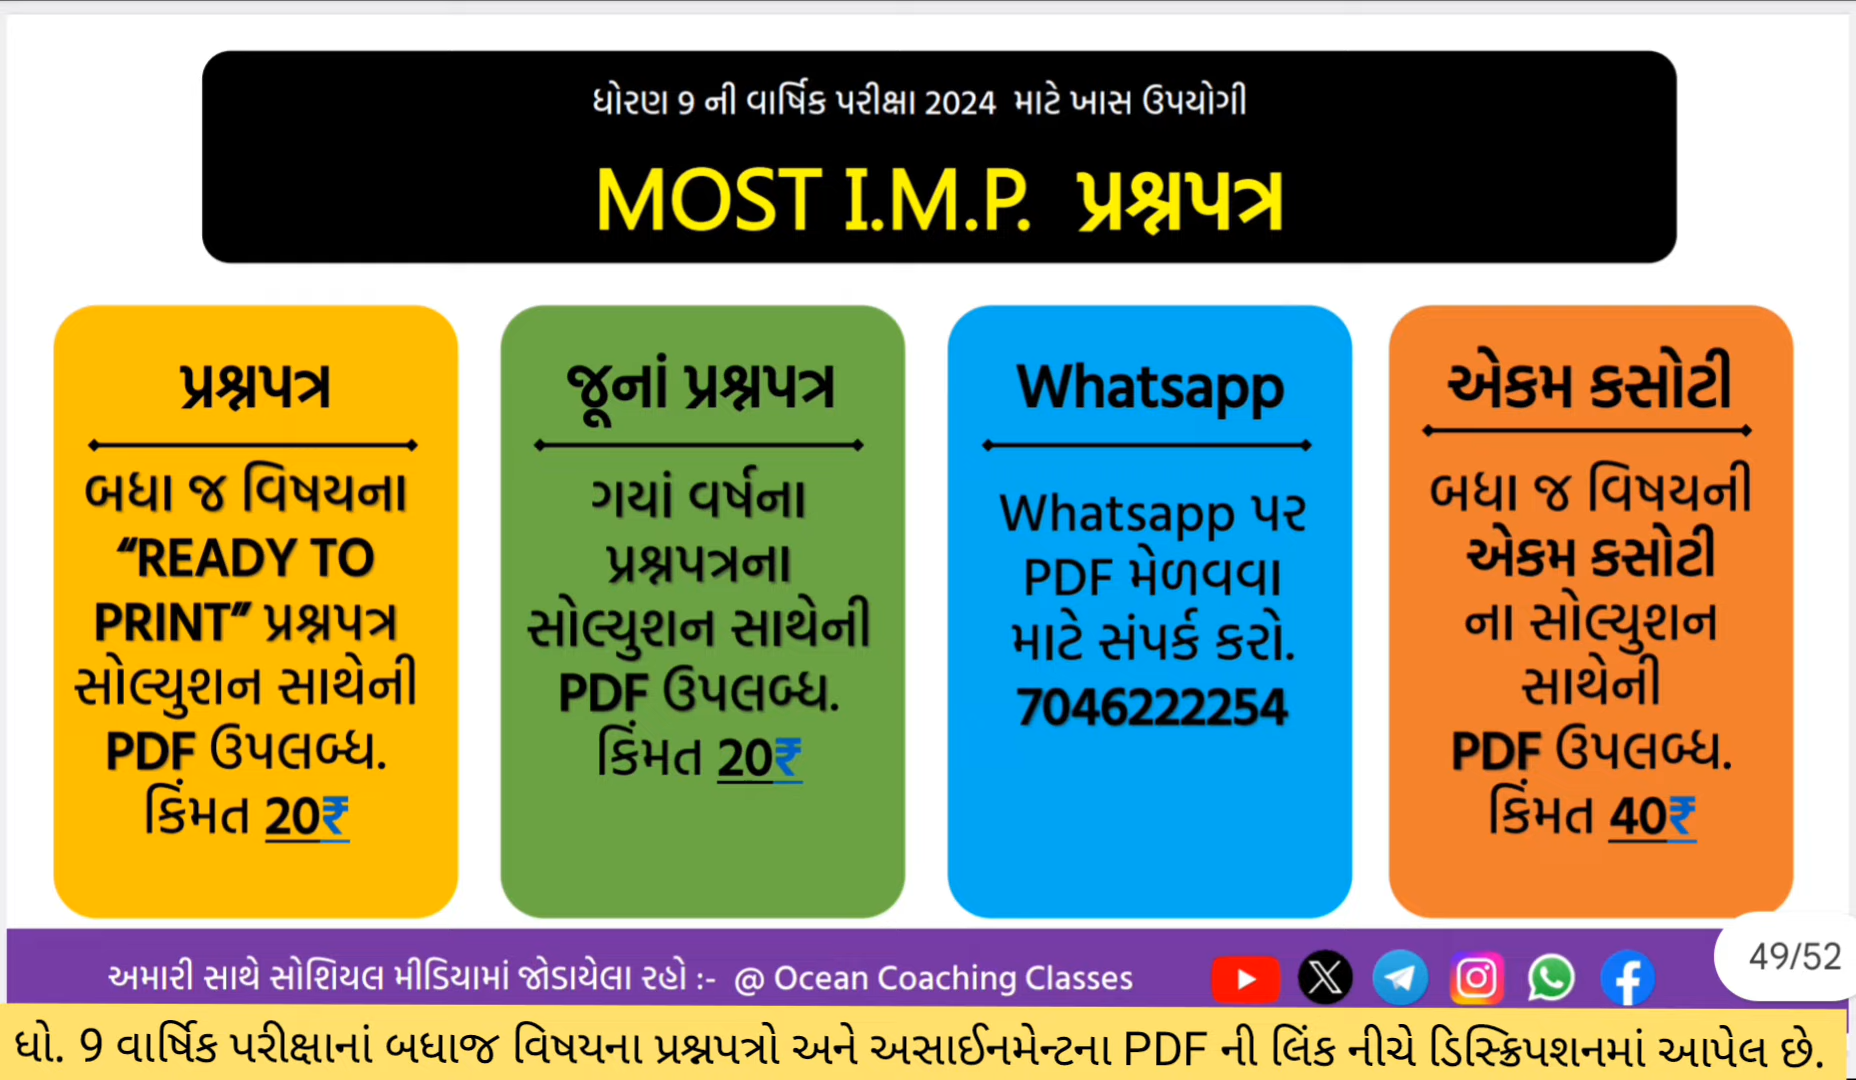 ધોરણ 9 ની વાર્ષિક પરીક્ષા 2024 માટે ખાસ ઉપયોગી
MOST I.M.P. પ્રશ્નપત્ર
પ્રશ્નપત્ર
બધા જ વિષયના
“READY TO
PRINT” પ્રશ્નપત્ર
સોલ્યુશન સાથેની
PDF ઉપલબ્ધ.
કિંમત 20₹
જૂનાં પ્રશ્નપત્ર
ગયાં વર્ષના
પ્રશ્નપત્રના
સોલ્યુશન સાથેની
PDF ઉપલબ્ધ.
કિંમત 20₹
Whatsapp
Whatsapp પર
PDF મેળવવા
માટે સંપર્ક કરો.
7046222254
એકમ કસોટી
બધા જ વિષયની
એકમ કસોટી
ના સોલ્યુશન
સાથેની
PDF ઉપલબ્ધ.
કિંમત 40₹
અમારી સાથે સોશિયલ મીડિયામાં જોડાયેલા રહો :- @ Ocean Coaching Classes
49/52
ધો. 9 વાર્ષિક પરીક્ષાનાં બધાજ વિષયના પ્રશ્નપત્રો અને અસાઈનમેન્ટના PDF ની લિંક નીચે ડિસ્ક્રિપશનમાં આપેલ છે.